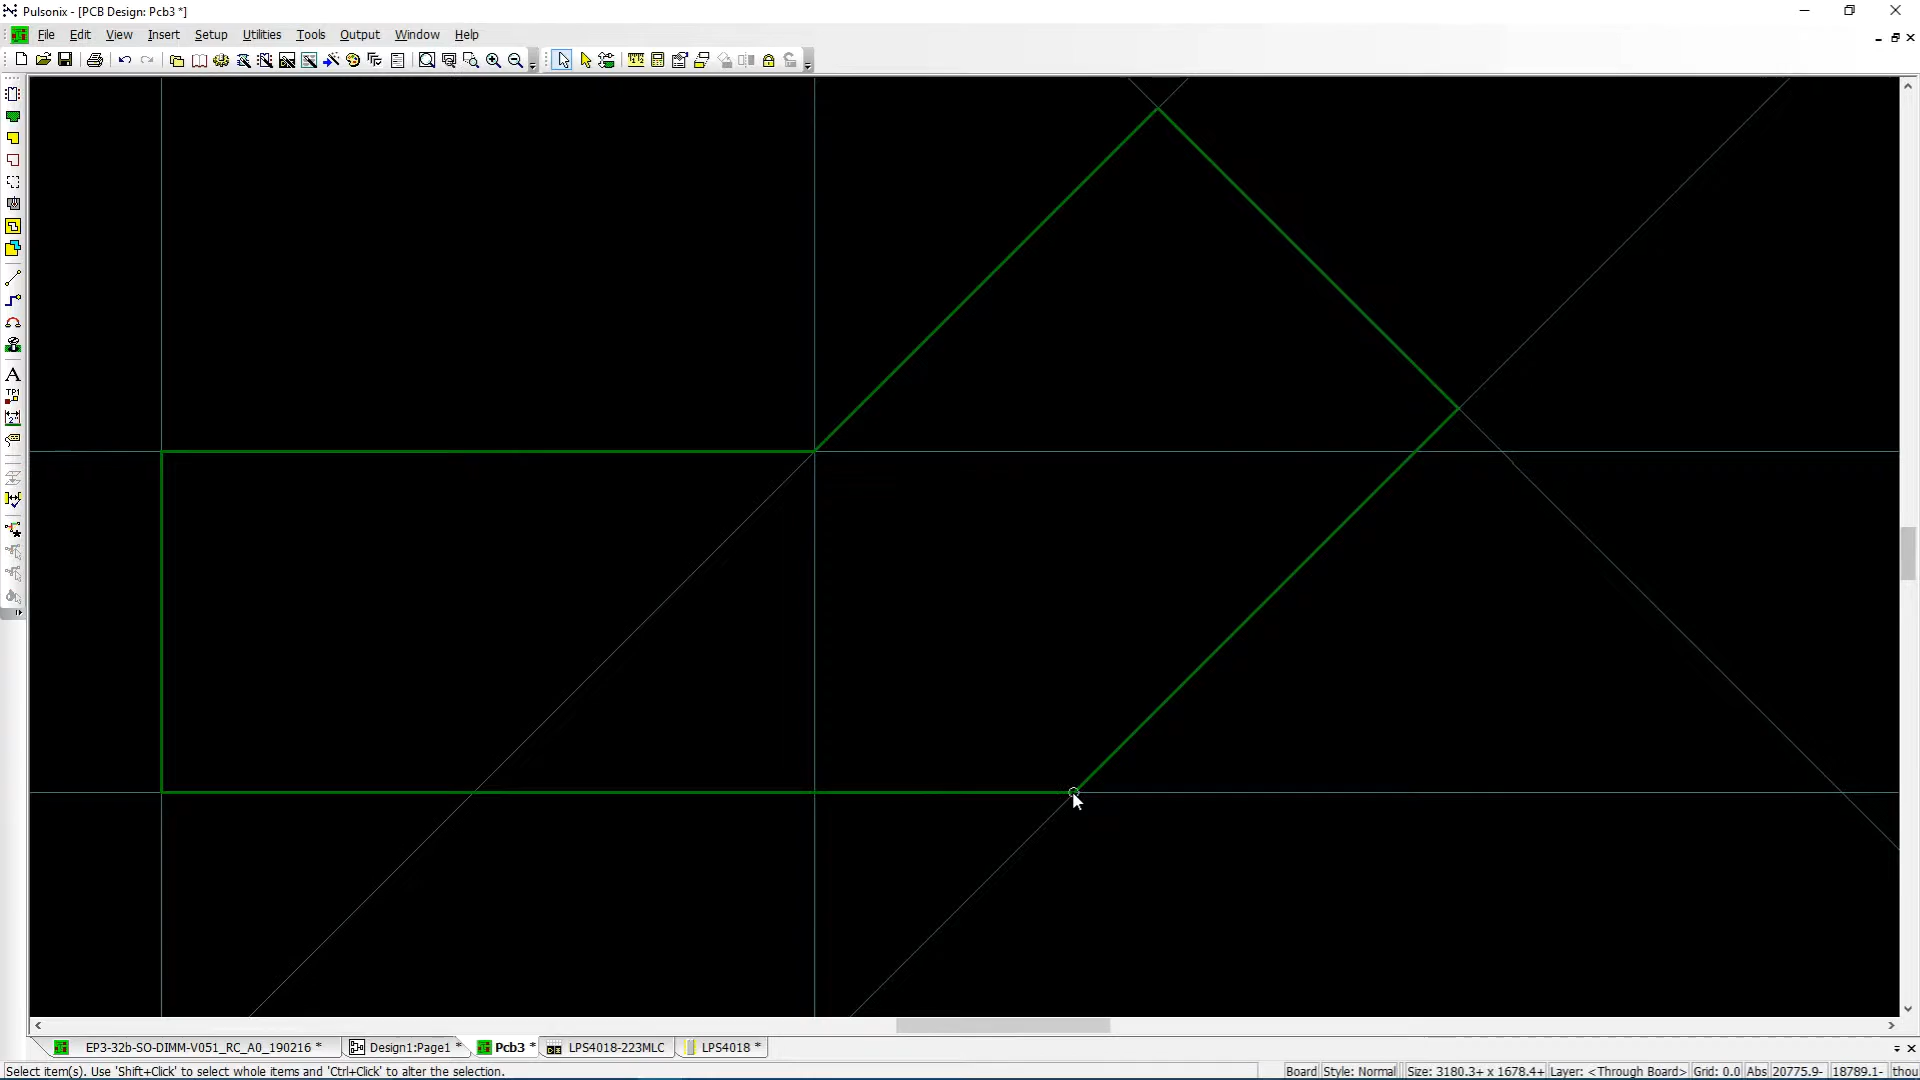 Pulsonix - [PCB Design: Pcb3 *]
File Edit View Insert Setup Utilities Tools Output Window Help
A
TP1
EP3-32b-SO-DIMM-V051_RC_A0_190216 * Design1:Page1 * Pcb3 * LPS4018-223MLC LPS4018 *
Select item(s). Use 'Shift+Click' to select whole items and 'Ctrl+Click' to alter the selection. Board Style: Normal Size: 3180.3+ x 1678.4+ Layer: <Through Board> Grid: 0.0 Abs 20775.9- 18789.1- thou